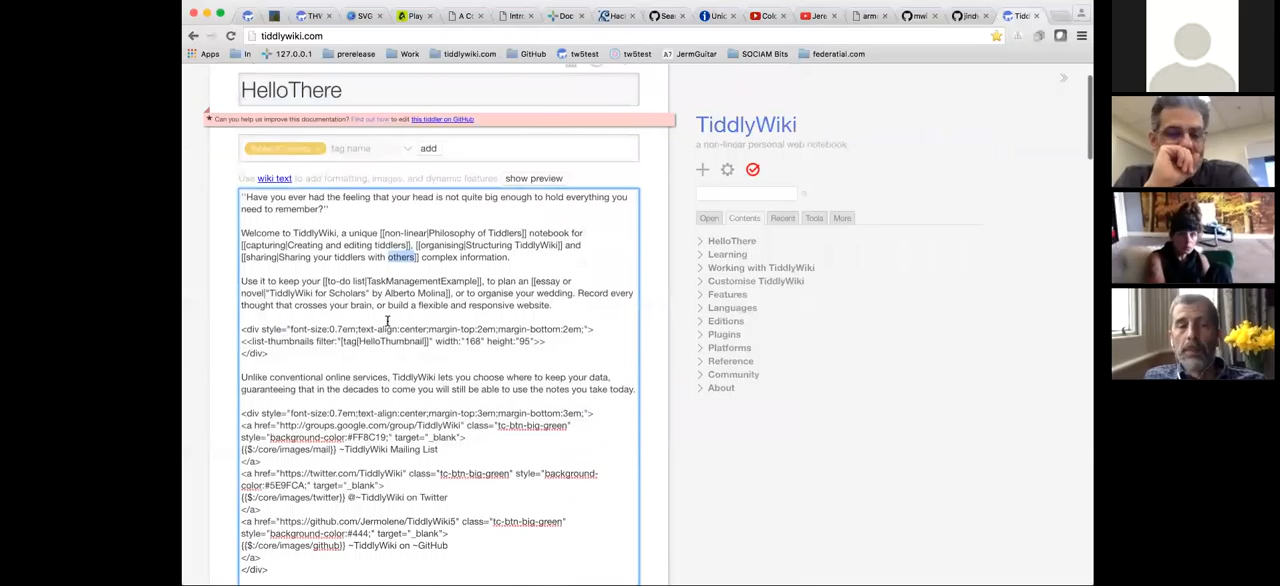 THV
SVG
Play
A C
Intro
Doc
Hac
Sear
Unic
Colo
Jere
arm
mwi
jindv
Tidd
tiddlywiki.com
Apps In 127.0.0.1 prerelease Work tiddlywiki.com GitHub tw5test tw5test A7 JermGuitar SOCIAM Bits federatial.com
HelloThere
Can you help us improve this documentation? Find out how to edit this tiddler on GitHub
tag name add
Use wiki text to add formatting, images, and dynamic features show preview
''Have you ever had the feeling that your head is not quite big enough to hold everything you
need to remember?''
Welcome to TiddlyWiki, a unique [[non-linear|Philosophy of Tiddlers]] notebook for
[[capturing|Creating and editing tiddlers]], [[organising|Structuring TiddlyWiki]] and
[[sharing|Sharing your tiddlers with others]] complex information.
Use it to keep your [[to-do list|TaskManagementExample]], to plan an [[essay or
novel|"TiddlyWiki for Scholars" by Alberto Molina]], or to organise your wedding. Record every
thought that crosses your brain, or build a flexible and responsive website.
<div style="font-size:0.7em;text-align:center;margin-top:2em;margin-bottom:2em;">
<<list-thumbnails filter:"[tag[HelloThumbnail]]" width:"168" height:"95">>
</div>
Unlike conventional online services, TiddlyWiki lets you choose where to keep your data,
guaranteeing that in the decades to come you will still be able to use the notes you take today.
<div style="font-size:0.7em;text-align:center;margin-top:3em;margin-bottom:3em;">
<a href="http://groups.google.com/group/TiddlyWiki" class="tc-btn-big-green"
style="background-color:#FF8C19;" target="_blank">
{{$:/core/images/mail}} ~TiddlyWiki Mailing List
</a>
<a href="https://twitter.com/TiddlyWiki" class="tc-btn-big-green" style="background-
color:#5E9FCA;" target="_blank">
{{$:/core/images/twitter}} @~TiddlyWiki on Twitter
</a>
<a href="https://github.com/Jermolene/TiddlyWiki5" class="tc-btn-big-green"
style="background-color:#444;" target="_blank">
{{$:/core/images/github}} ~TiddlyWiki on ~GitHub
</a>
</div>
TiddlyWiki
a non-linear personal web notebook
Open Contents Recent Tools More
HelloThere
Learning
Working with TiddlyWiki
Customise TiddlyWiki
Features
Languages
Editions
Plugins
Platforms
Reference
Community
About